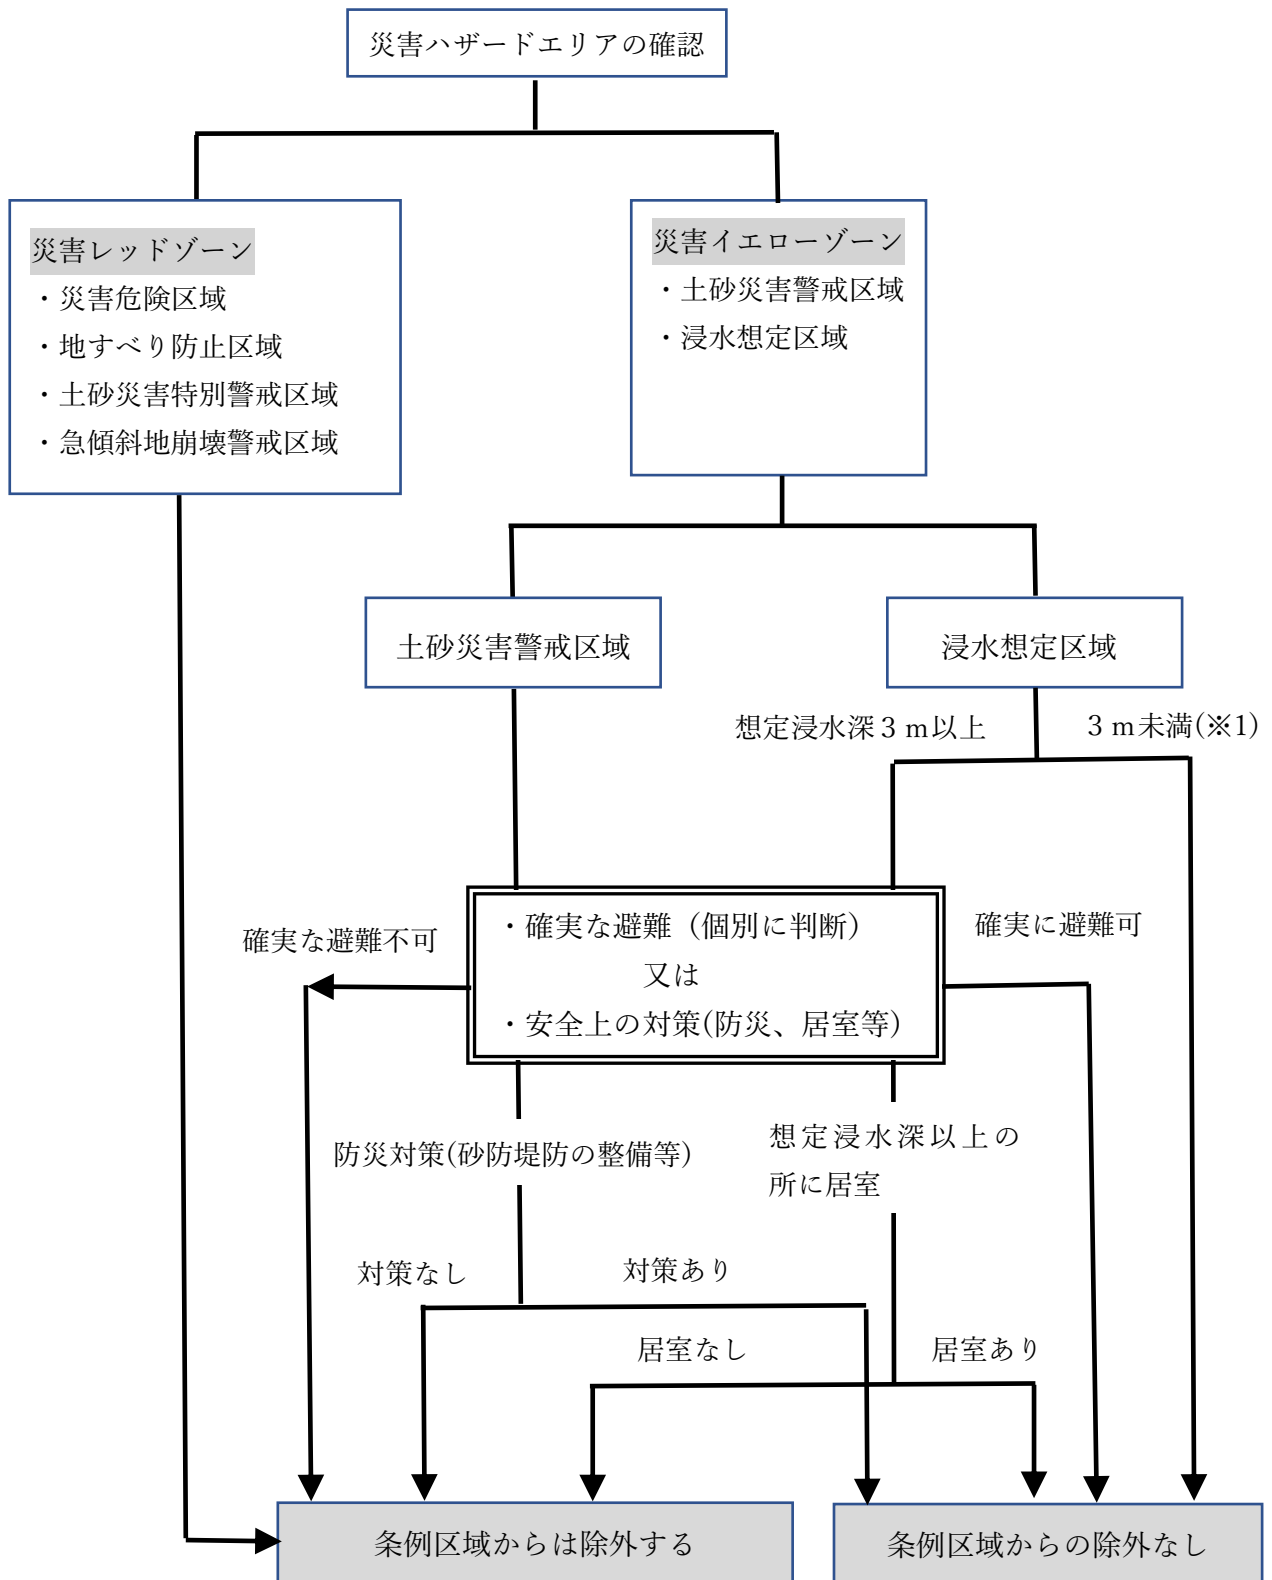 災害ハザードエリアの確認
災害レッドゾーン
・災害危険区域
・地すべり防止区域
・土砂災害特別警戒区域
・急傾斜地崩壊警戒区域
災害イエローゾーン
・土砂災害警戒区域
・浸水想定区域
土砂災害警戒区域
浸水想定区域
想定浸水深３ｍ以上
３ｍ未満(※1)
・確実な避難（個別に判断）
又は
・安全上の対策(防災、居室等)
確実な避難不可
確実に避難可
防災対策(砂防堤防の整備等)
想定浸水深以上の
所に居室
対策なし
対策あり
居室なし
居室あり
条例区域からは除外する
条例区域からの除外なし